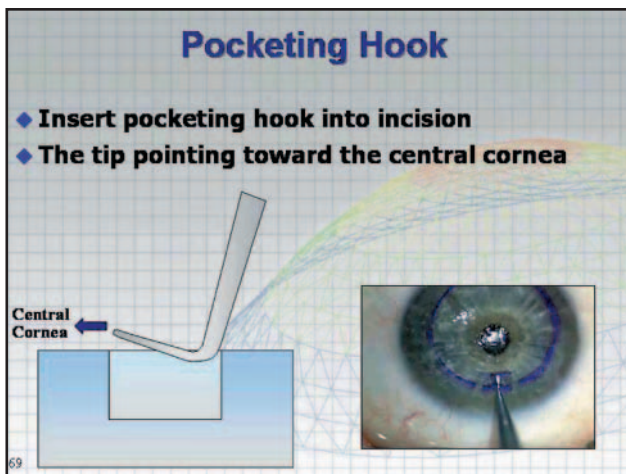 Pocketing Hook
Insert pocketing hook into incision
The tip pointing toward the central cornea
Central
Cornea
69